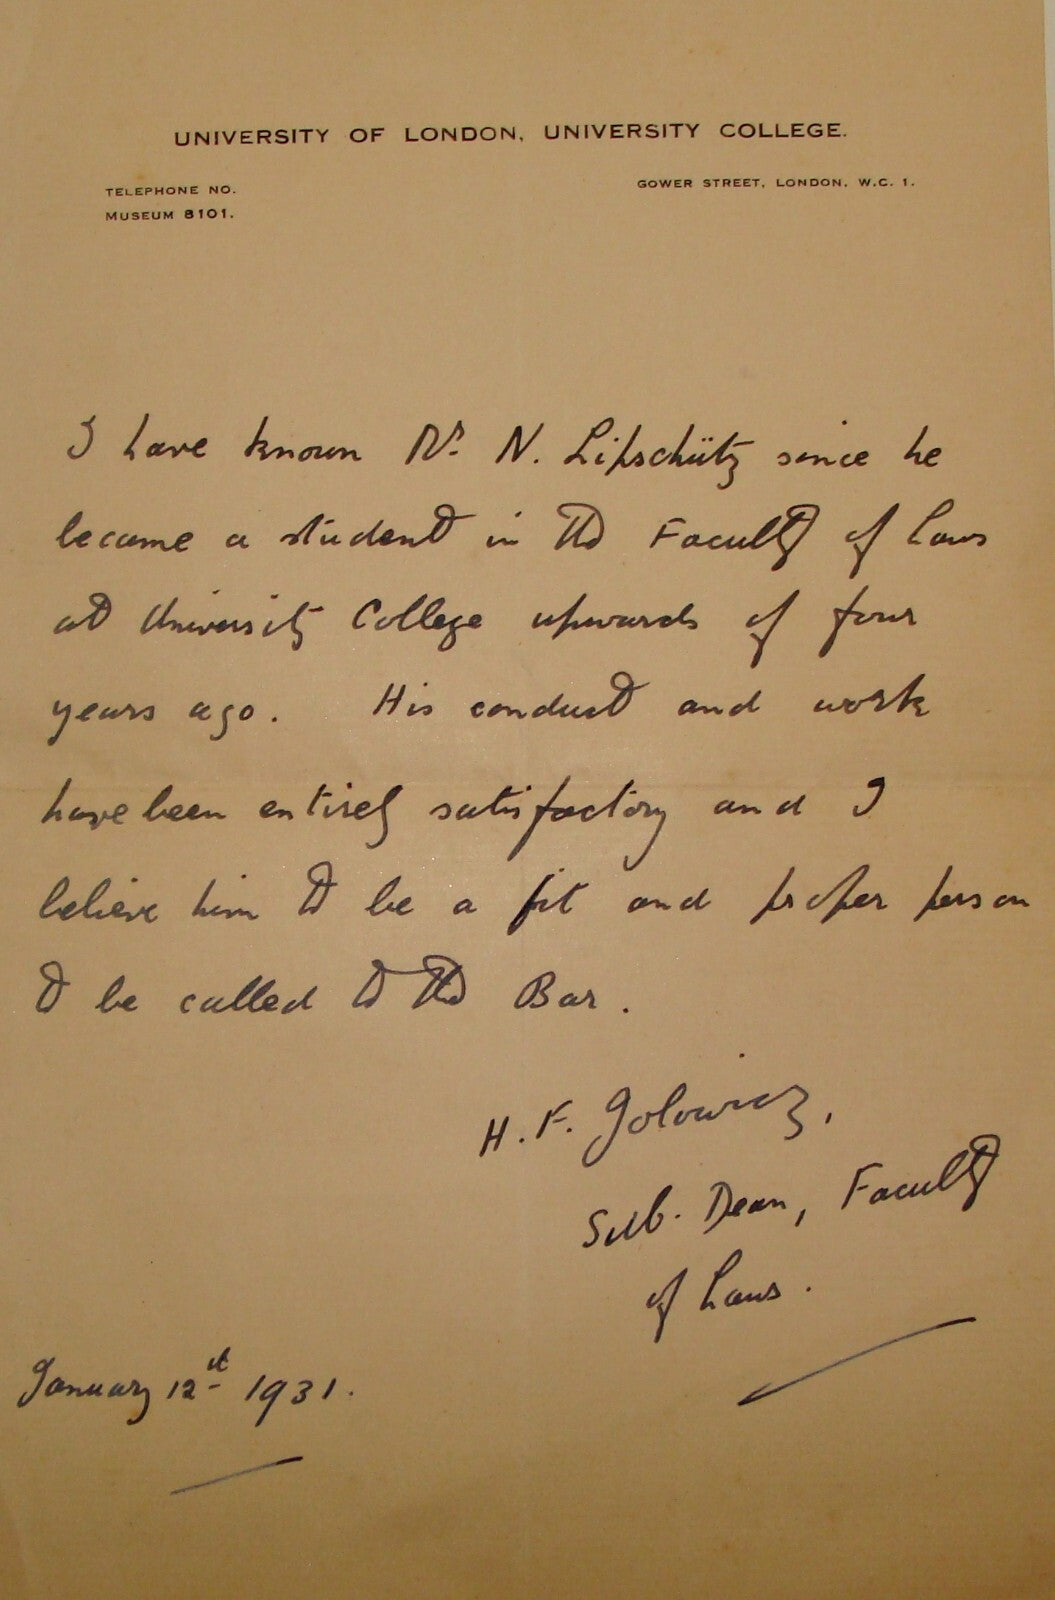 UNIVERSITY OF LONDON, UNIVERSITY COLLEGE.
TELEPHONE NO.
MUSEUM 8101.
GOWER STREET, LONDON, W.C. 1.
I have known Mr. N. Lipschütz since he
became a student in the Faculty of Laws
at University College upwards of four
years ago. His conduct and work
have been entirely satisfactory and I
believe him to be a fit and proper person
to be called to the Bar.
H. F. Jolowicz,
Sub. Dean, Faculty
of Laws.
January 12st 1931.